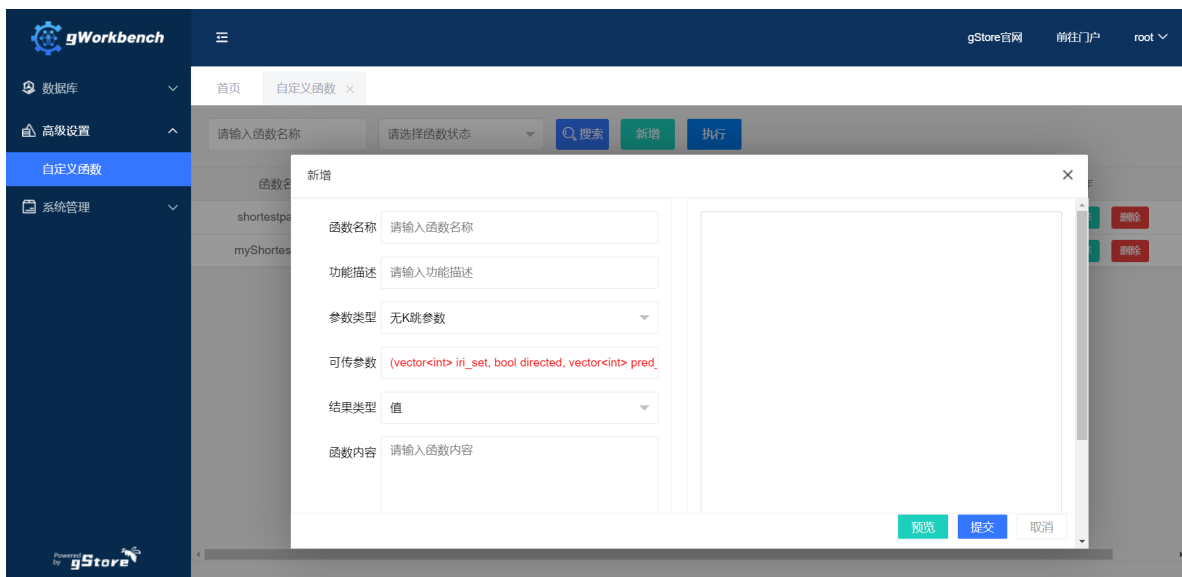 gWorkbench
gStore官网 前往门户 root
数据库
首页 自定义函数 ×
高级设置
请输入函数名称 请选择函数状态 搜索 新增 执行
自定义函数
新增
函数名
系统管理
shortestpa 删除
函数名称 请输入函数名称
myShortes 删除
功能描述 请输入功能描述
参数类型 无K跳参数
可传参数 (vector<int> iri_set, bool directed, vector<int> pred_
结果类型 值
函数内容 请输入函数内容
预览 提交 取消
Powered by gStore